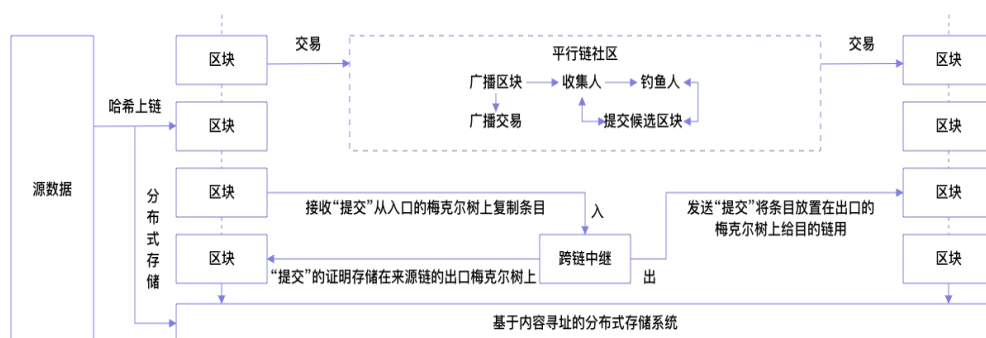 区块
交易
平行链社区
交易
区块
广播区块
收集人
钓鱼人
哈希上链
区块
广播交易
提交候选区块
区块
源数据
分布式存储
区块
接收“提交”从入口的梅克尔树上复制条目
入
发送“提交”将条目放置在出口的
梅克尔树上给目的链用
区块
区块
跨链中继
区块
“提交”的证明存储在来源链的出口梅克尔树上
出
基于内容寻址的分布式存储系统